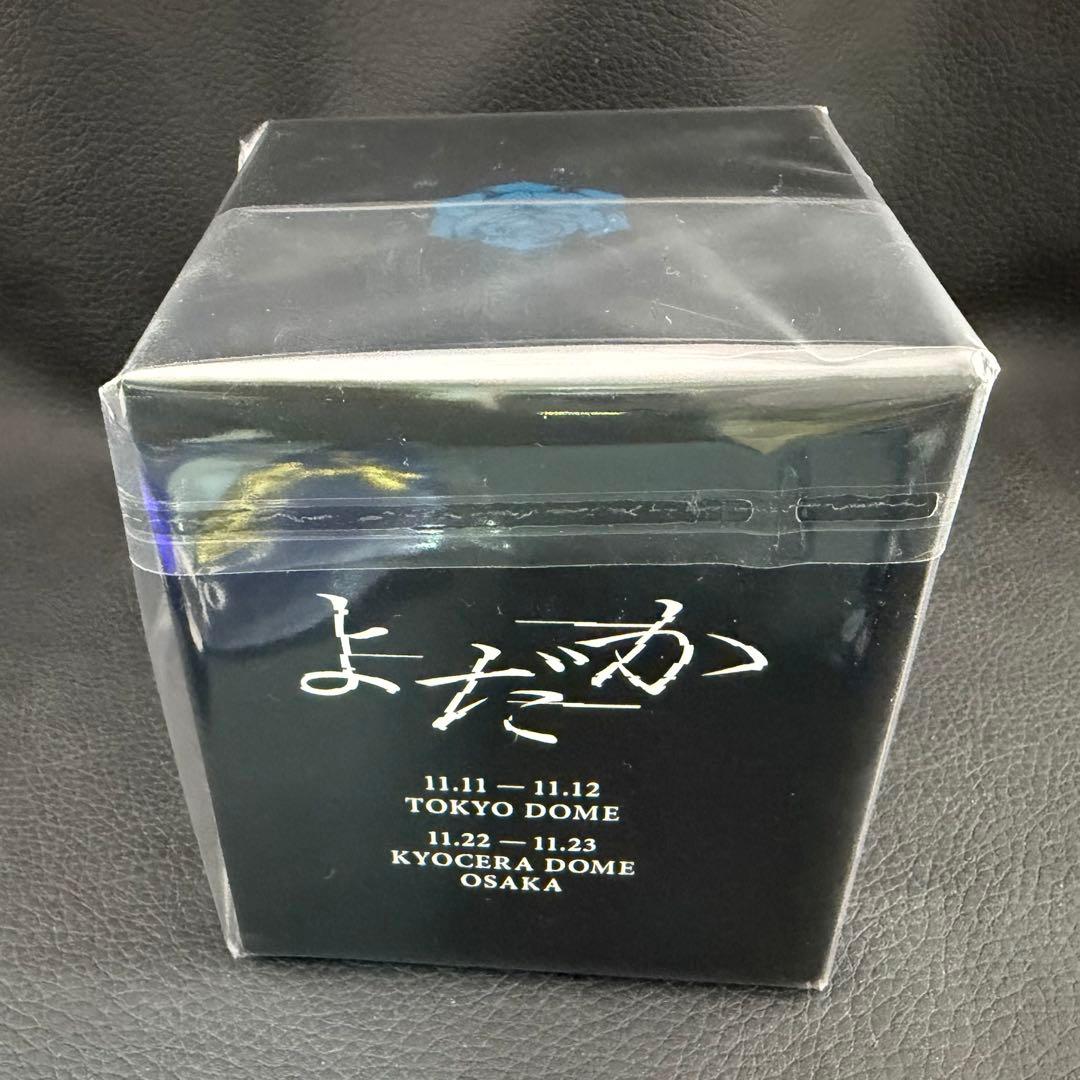 よだか
11.11 — 11.12
TOKYO DOME
11.22 — 11.23
KYOCERA DOME
OSAKA